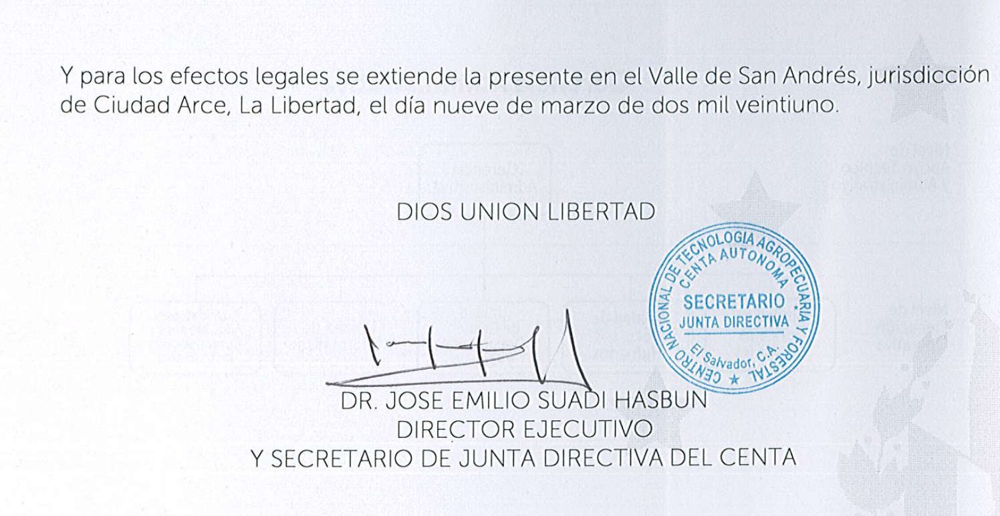 Y para los efectos legales se extiende la presente en el Valle de San Andrés, jurisdicción
de Ciudad Arce, La Libertad, el día nueve de marzo de dos mil veintiuno.
DIOS UNION LIBERTAD
CENTRO NACIONAL DE TECNOLOGIA AGROPECUARIA Y FORESTAL
CENTA AUTONOMA
SECRETARIO
JUNTA DIRECTIVA
El Salvador, C.A.
DR. JOSE EMILIO SUADI HASBUN
DIRECTOR EJECUTIVO
Y SECRETARIO DE JUNTA DIRECTIVA DEL CENTA